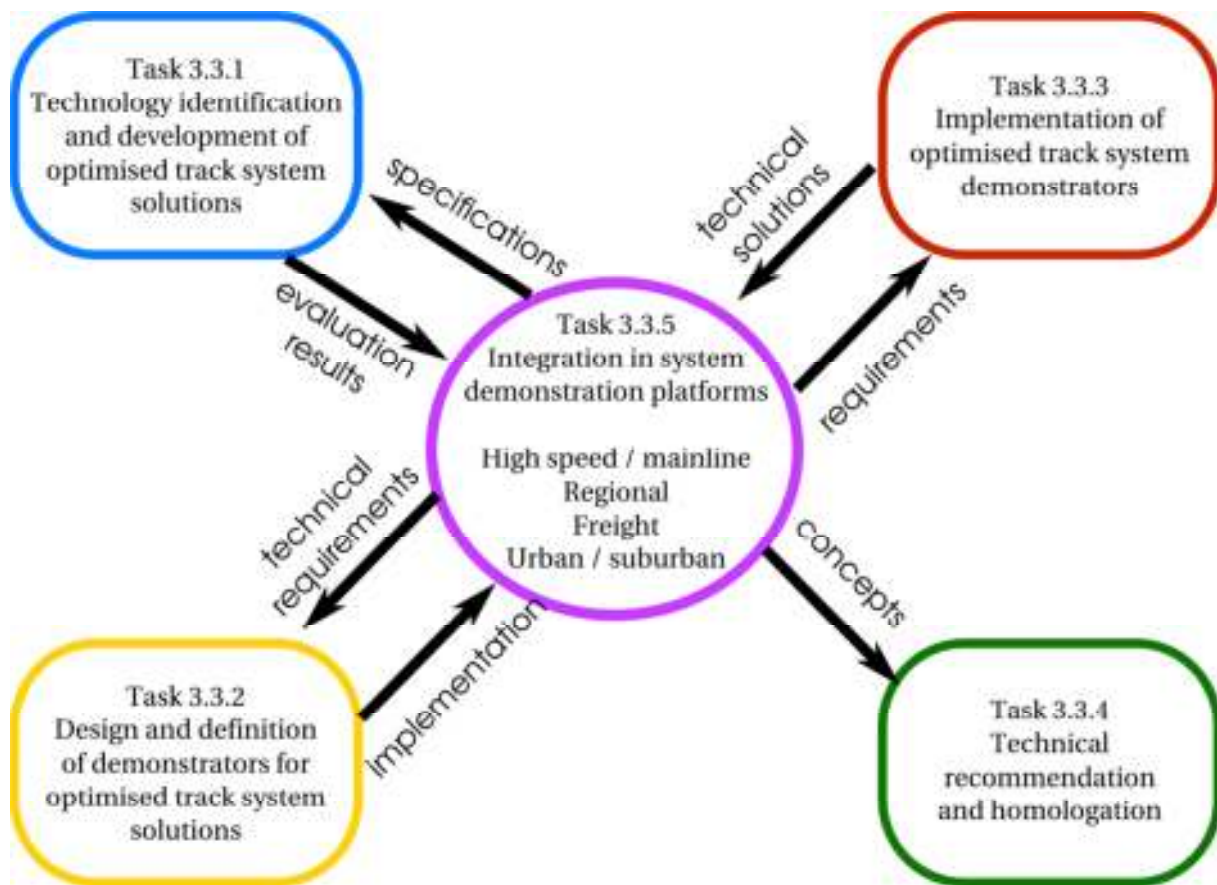 Task 3.3.1
Technology identification
and development of
optimised track system
solutions
Task 3.3.3
Implementation of
optimised track system
demonstrators
specifications
technical
solutions
evaluation
results
requirements
Task 3.3.5
Integration in system
demonstration platforms
High speed / mainline
Regional
Freight
Urban / suburban
technical
requirements
implementation
concepts
Task 3.3.2
Design and definition
of demonstrators for
optimised track system
solutions
Task 3.3.4
Technical
recommendation
and homologation